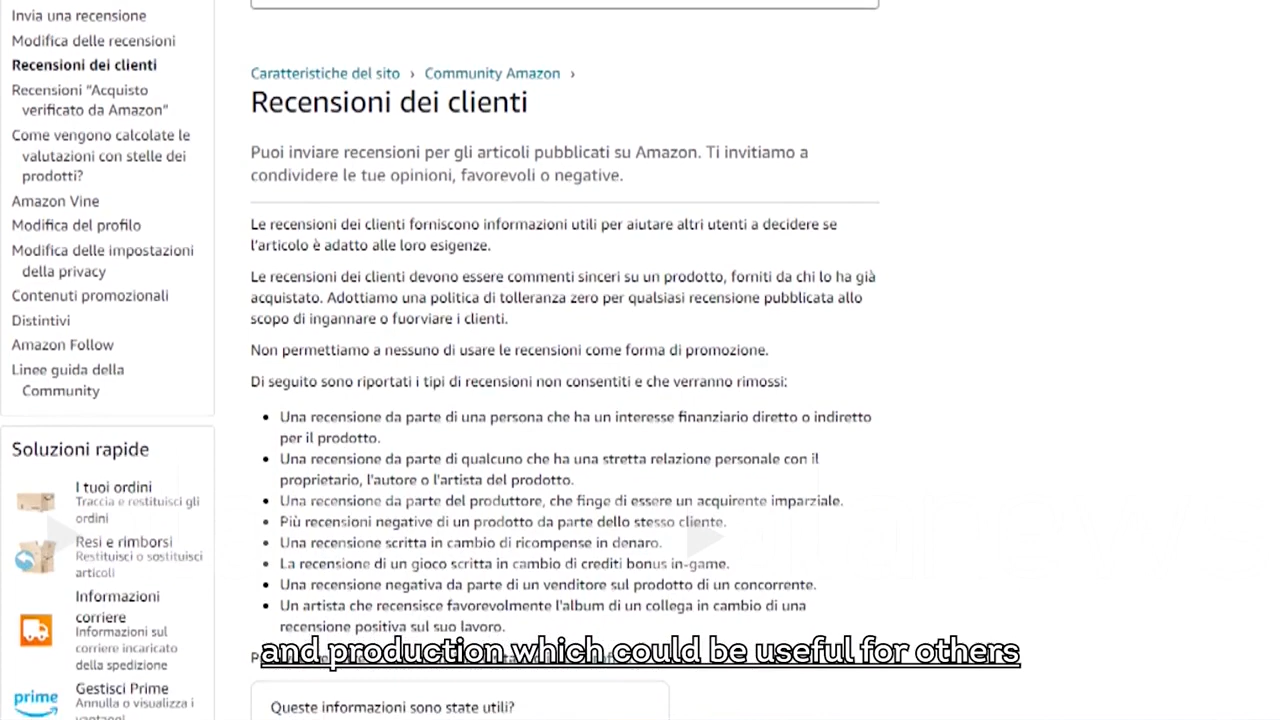 Invia una recensione
Modifica delle recensioni
Recensioni dei clienti
Recensioni “Acquisto
verificato da Amazon”
Come vengono calcolate le
valutazioni con stelle dei
prodotti?
Amazon Vine
Modifica del profilo
Modifica delle impostazioni
della privacy
Contenuti promozionali
Distintivi
Amazon Follow
Linee guida della
Community
Soluzioni rapide
I tuoi ordini
Traccia e restituisci gli
ordini
Resi e rimborsi
Restituisci o sostituisci
articoli
Informazioni
corriere
Informazioni sul
corriere incaricato
della spedizione
prime
Gestisci Prime
Annulla o visualizza i
vantaggi
Caratteristiche del sito › Community Amazon ›
Recensioni dei clienti
Puoi inviare recensioni per gli articoli pubblicati su Amazon. Ti invitiamo a
condividere le tue opinioni, favorevoli o negative.
Le recensioni dei clienti forniscono informazioni utili per aiutare altri utenti a decidere se
l'articolo è adatto alle loro esigenze.
Le recensioni dei clienti devono essere commenti sinceri su un prodotto, forniti da chi lo ha già
acquistato. Adottiamo una politica di tolleranza zero per qualsiasi recensione pubblicata allo
scopo di ingannare o fuorviare i clienti.
Non permettiamo a nessuno di usare le recensioni come forma di promozione.
Di seguito sono riportati i tipi di recensioni non consentiti e che verranno rimossi:
• Una recensione da parte di una persona che ha un interesse finanziario diretto o indiretto
per il prodotto.
• Una recensione da parte di qualcuno che ha una stretta relazione personale con il
proprietario, l'autore o l'artista del prodotto.
• Una recensione da parte del produttore, che finge di essere un acquirente imparziale.
• Più recensioni negative di un prodotto da parte dello stesso cliente.
• Una recensione scritta in cambio di ricompense in denaro.
• La recensione di un gioco scritta in cambio di crediti bonus in-game.
• Una recensione negativa da parte di un venditore sul prodotto di un concorrente.
• Un artista che recensisce favorevolmente l'album di un collega in cambio di una
recensione positiva sul suo lavoro.
and production which could be useful for others
Queste informazioni sono state utili?